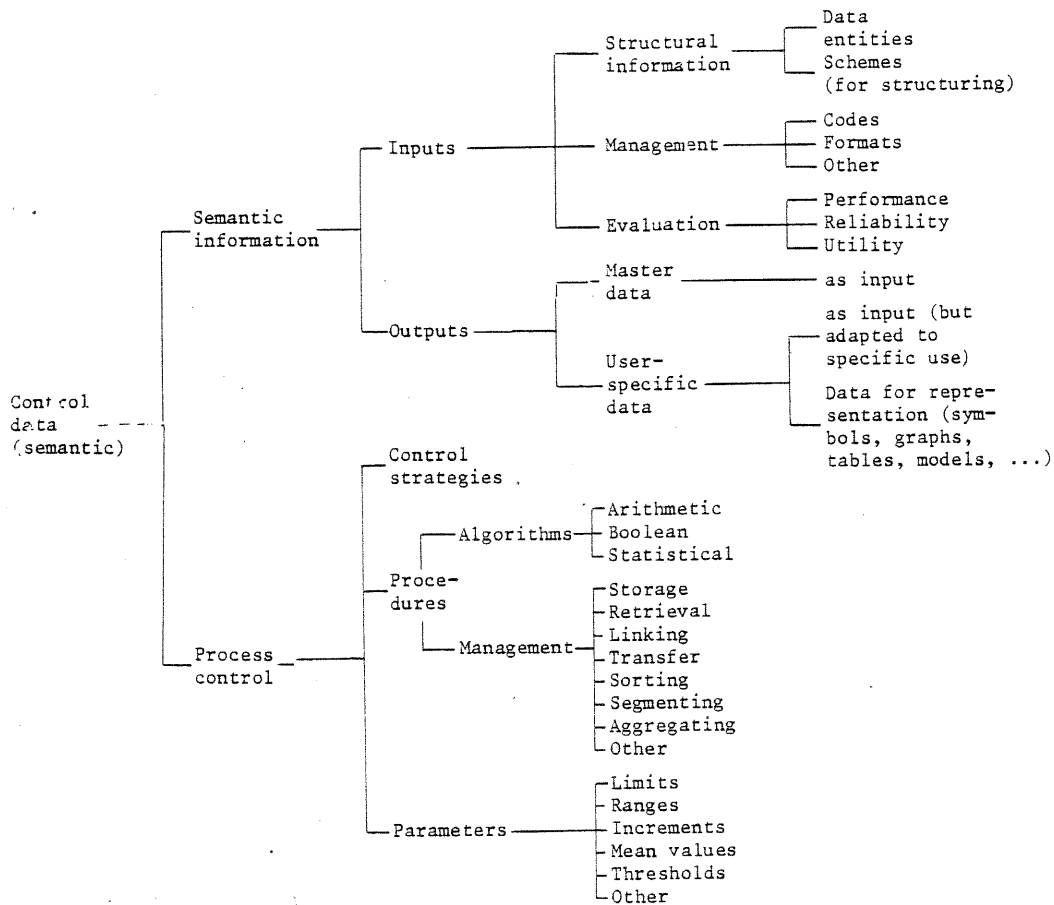 Control
data
(semantic)
Semantic
information
Inputs
Structural
information
Data
entities
Schemes
(for structuring)
Management
Codes
Formats
Other
Evaluation
Performance
Reliability
Utility
Outputs
Master
data
as input
User-
specific
data
as input (but
adapted to
specific use)
Data for repre-
sentation (sym-
bols, graphs,
tables, models, ...)
Process
control
Control
strategies
Proce-
dures
Algorithms
Arithmetic
Boolean
Statistical
Management
Storage
Retrieval
Linking
Transfer
Sorting
Segmenting
Aggregating
Other
Parameters
Limits
Ranges
Increments
Mean values
Thresholds
Other